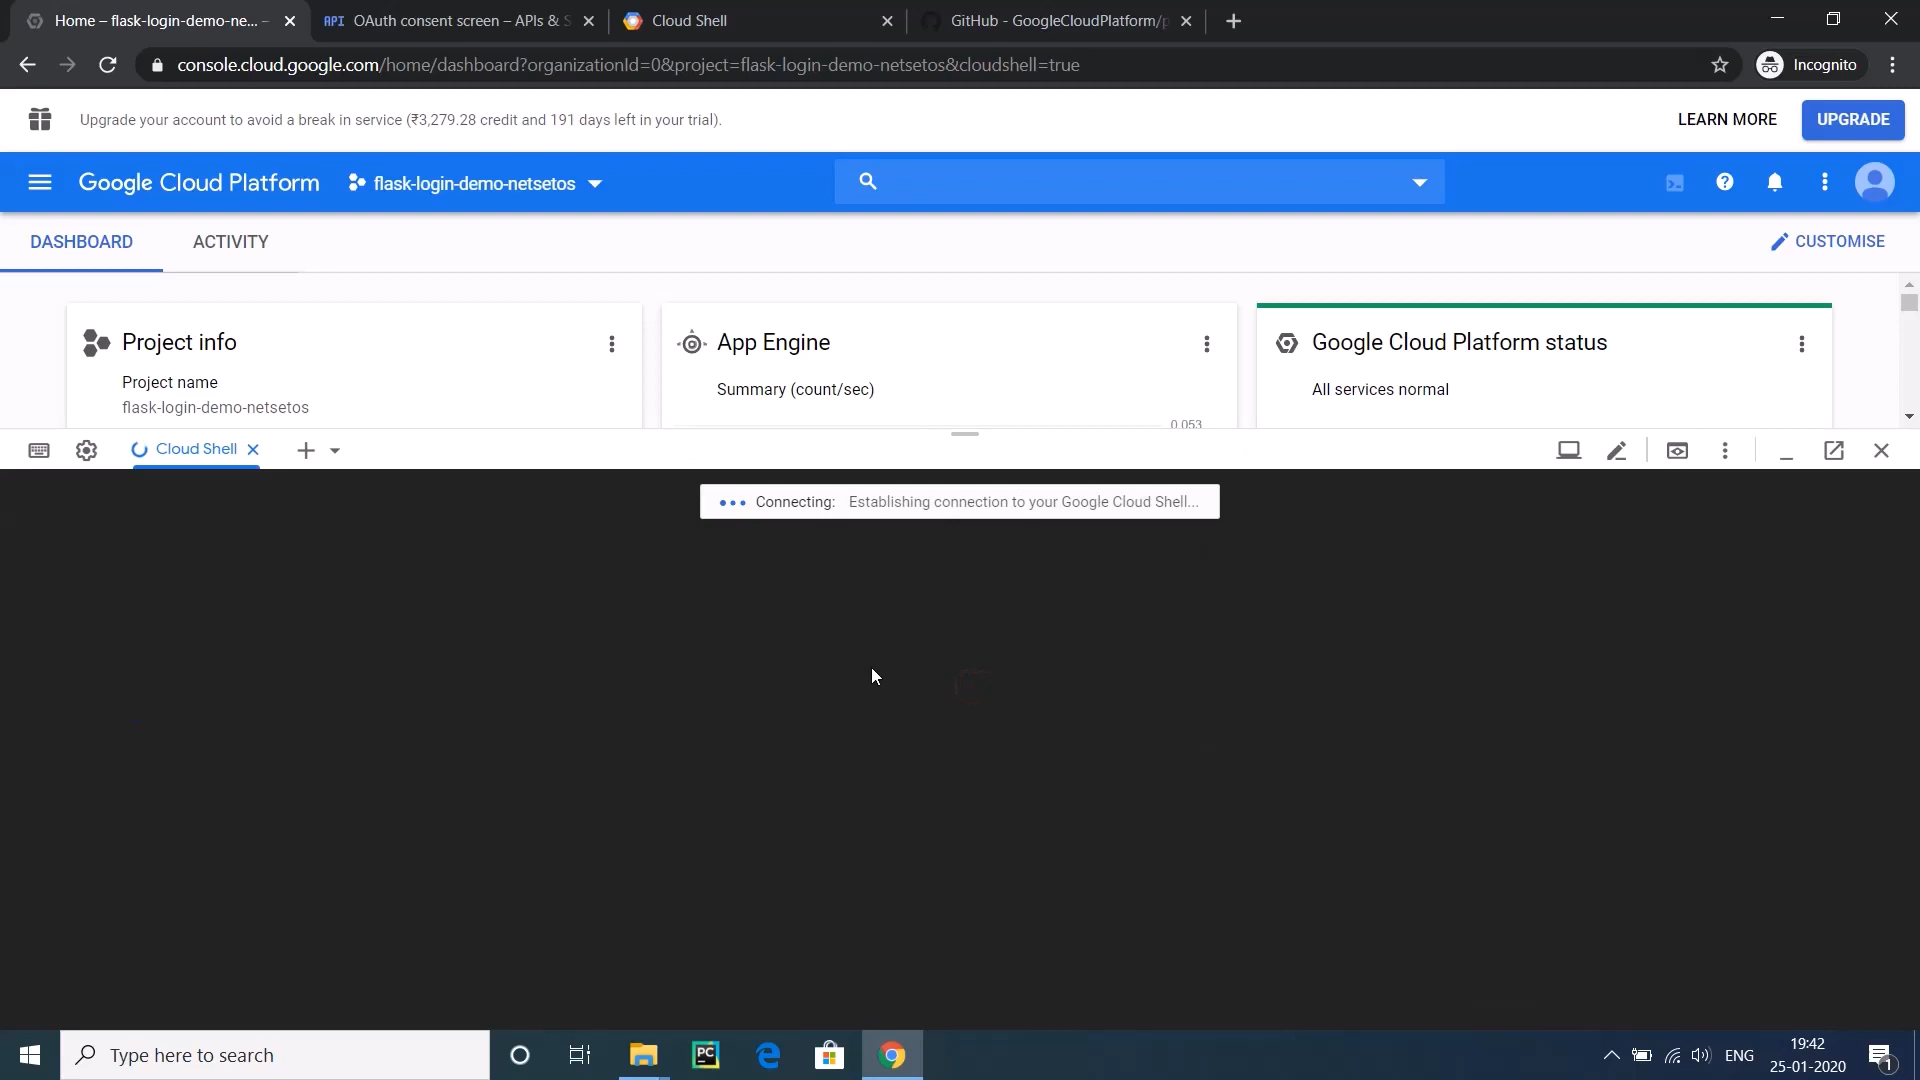 Home – flask-login-demo-ne... –
API OAuth consent screen – APIs & S
Cloud Shell
GitHub - GoogleCloudPlatform/p
console.cloud.google.com/home/dashboard?organizationId=0&project=flask-login-demo-netsetos&cloudshell=true
Incognito
Upgrade your account to avoid a break in service (₹3,279.28 credit and 191 days left in your trial).
LEARN MORE
UPGRADE
Google Cloud Platform
flask-login-demo-netsetos
DASHBOARD
ACTIVITY
CUSTOMISE
Project info
App Engine
Google Cloud Platform status
Project name
Summary (count/sec)
All services normal
flask-login-demo-netsetos
0.053
Cloud Shell
Connecting: Establishing connection to your Google Cloud Shell...
Type here to search
PC
ENG
19:42
25-01-2020
1